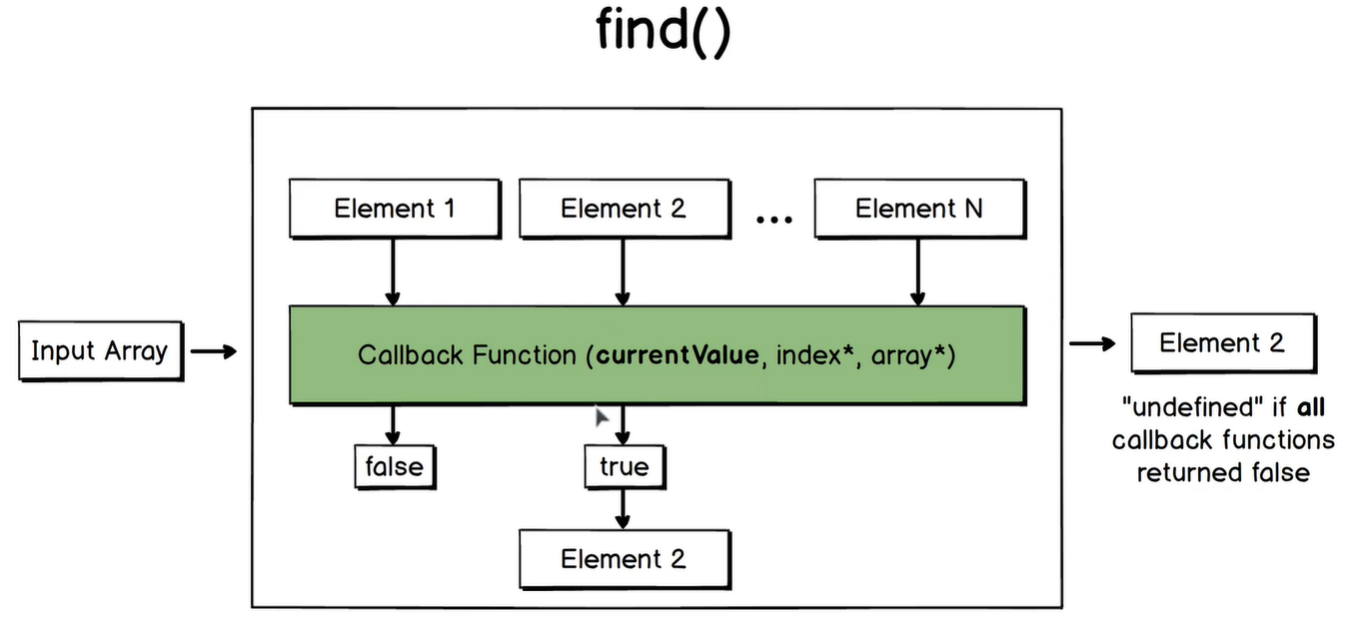 find()
Element 1
Element 2
...
Element N
Input Array
Callback Function (currentValue, index*, array*)
Element 2
"undefined" if all
callback functions
returned false
false
true
Element 2